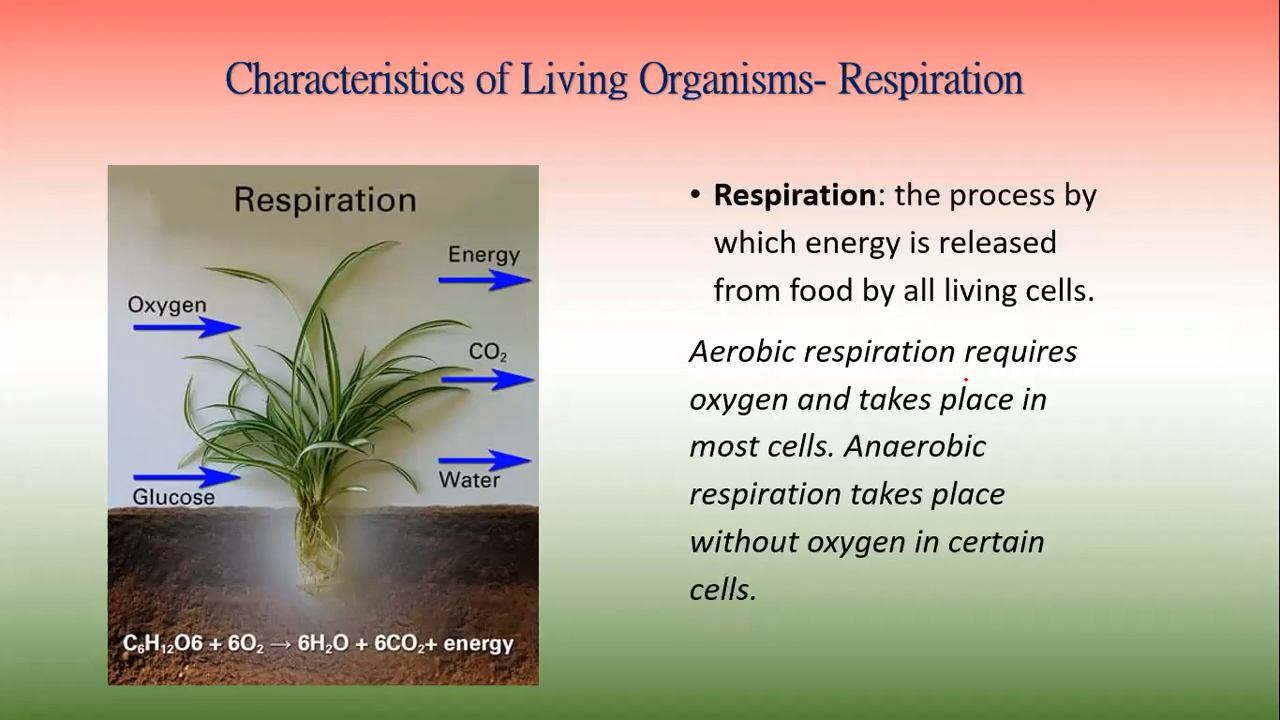 Characteristics of Living Organisms- Respiration
Respiration
Energy
Oxygen
CO₂
Glucose
Water
C₆H₁₂O6 + 6O₂ → 6H₂O + 6CO₂+ energy
• Respiration: the process by
which energy is released
from food by all living cells.
Aerobic respiration requires
oxygen and takes place in
most cells. Anaerobic
respiration takes place
without oxygen in certain
cells.